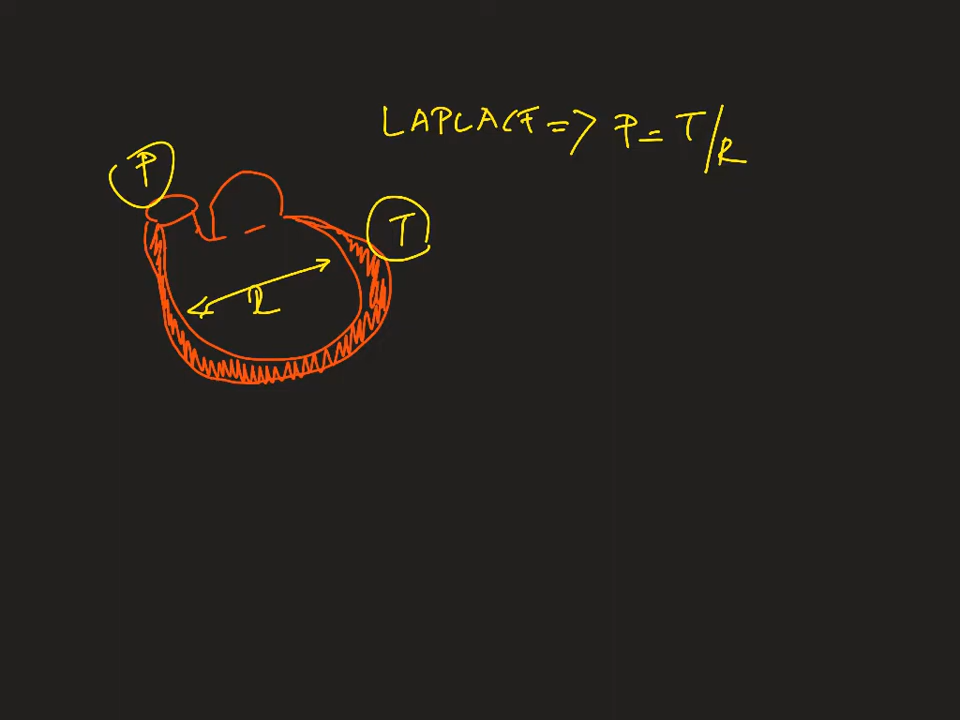 LAPLACE => P = T/R
P
T
R